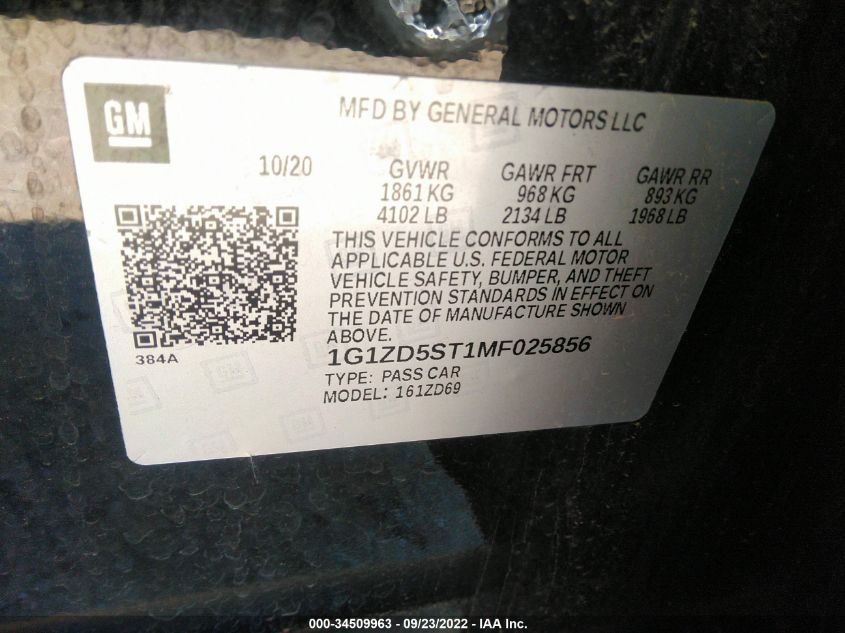 GM
MFD BY GENERAL MOTORS LLC
10/20 GVWR GAWR FRT GAWR RR
1861 KG 968 KG 893 KG
4102 LB 2134 LB 1968 LB
THIS VEHICLE CONFORMS TO ALL
APPLICABLE U.S. FEDERAL MOTOR
VEHICLE SAFETY, BUMPER, AND THEFT
PREVENTION STANDARDS IN EFFECT ON
THE DATE OF MANUFACTURE SHOWN
ABOVE.
384A
1G1ZD5ST1MF025856
TYPE: PASS CAR
MODEL: 161ZD69
000-34509963 - 09/23/2022 - IAA Inc.